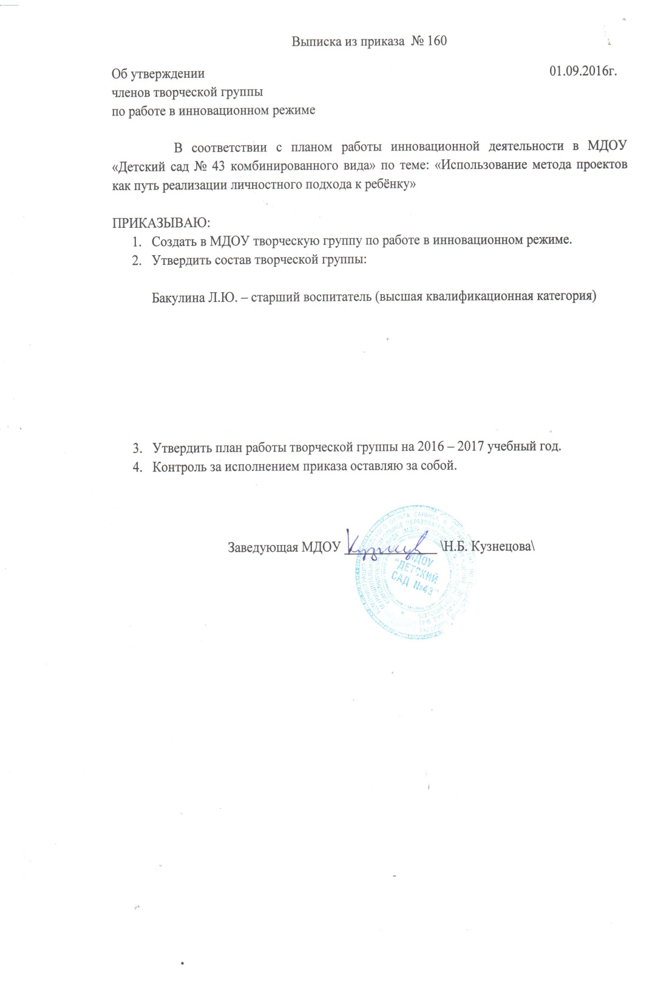 Выписка из приказа № 160
Об утверждении
01.09.2016г.
членов творческой группы
по работе в инновационном режиме
В соответствии с планом работы инновационной деятельности в МДОУ
«Детский сад № 43 комбинированного вида» по теме: «Использование метода проектов
как путь реализации личностного подхода к ребёнку»
ПРИКАЗЫВАЮ:
1. Создать в МДОУ творческую группу по работе в инновационном режиме.
2. Утвердить состав творческой группы:
Бакулина Л.Ю. – старший воспитатель (высшая квалификационная категория)
3. Утвердить план работы творческой группы на 2016 – 2017 учебный год.
4. Контроль за исполнением приказа оставляю за собой.
Заведующая МДОУ \Н.Б. Кузнецова\
МДОУ
"ДЕТСКИЙ
САД №43"